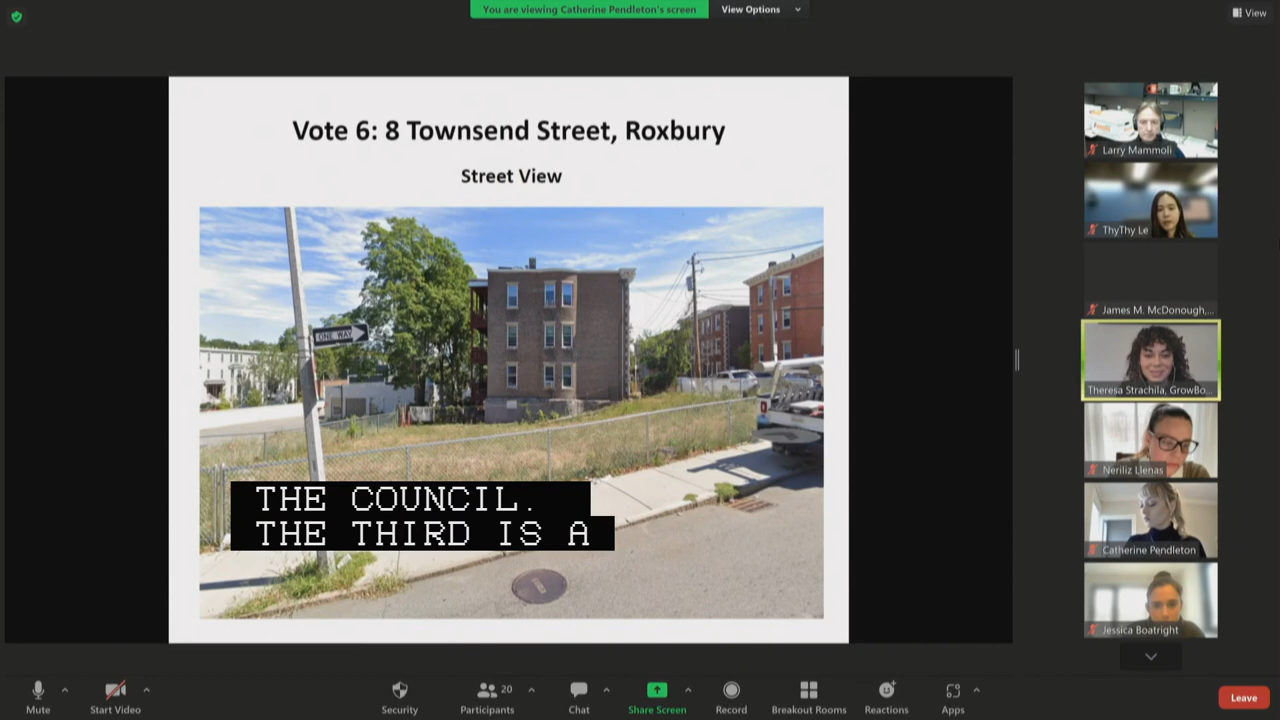 You are viewing Catherine Pendleton's screen
View Options
View
Vote 6: 8 Townsend Street, Roxbury
Street View
ONE WAY
THE COUNCIL.
THE THIRD IS A
Larry Mammoli
ThyThy Le
James M. McDonough,...
Theresa Strachila, GrowBo...
Neriliz Llenas
Catherine Pendleton
Jessica Boatright
Mute
Start Video
Security
20
Participants
Chat
Share Screen
Record
Breakout Rooms
Reactions
Apps
Leave